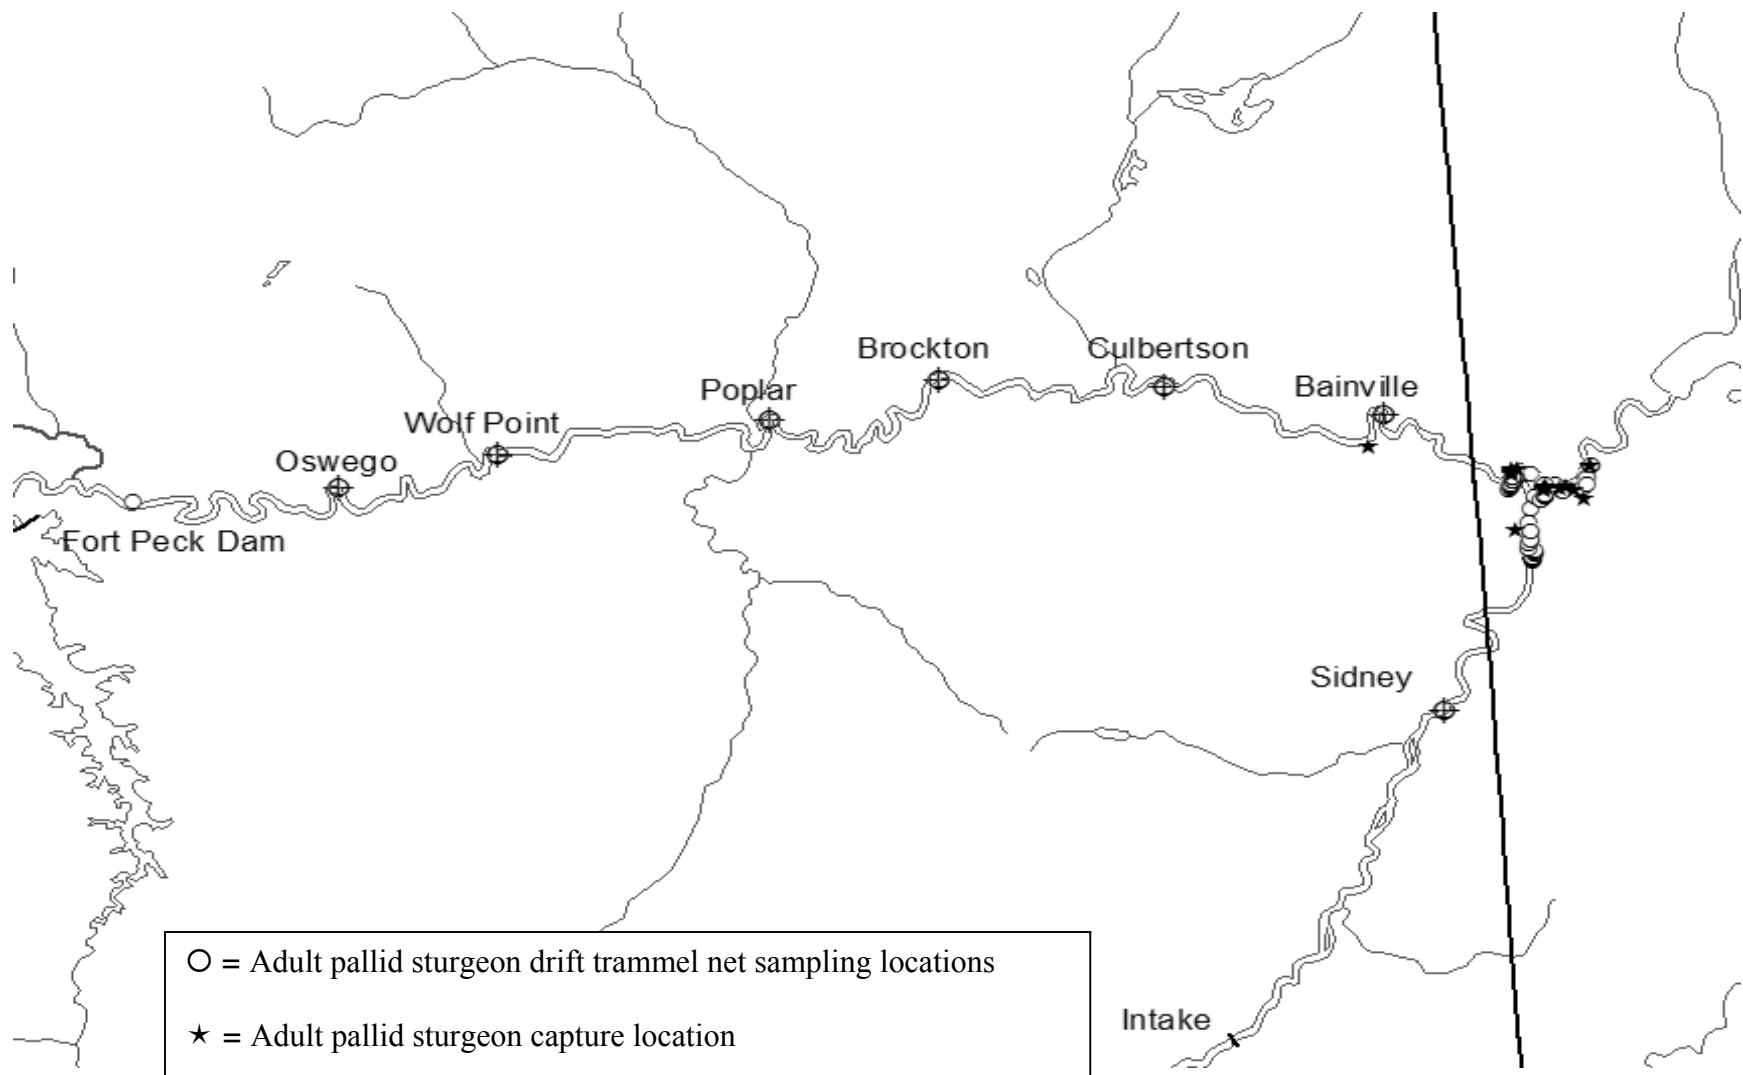 Brockton
Culbertson
Bainville
Poplar
Wolf Point
Oswego
Fort Peck Dam
Sidney
O = Adult pallid sturgeon drift trammel net sampling locations
Intake
★ = Adult pallid sturgeon capture location